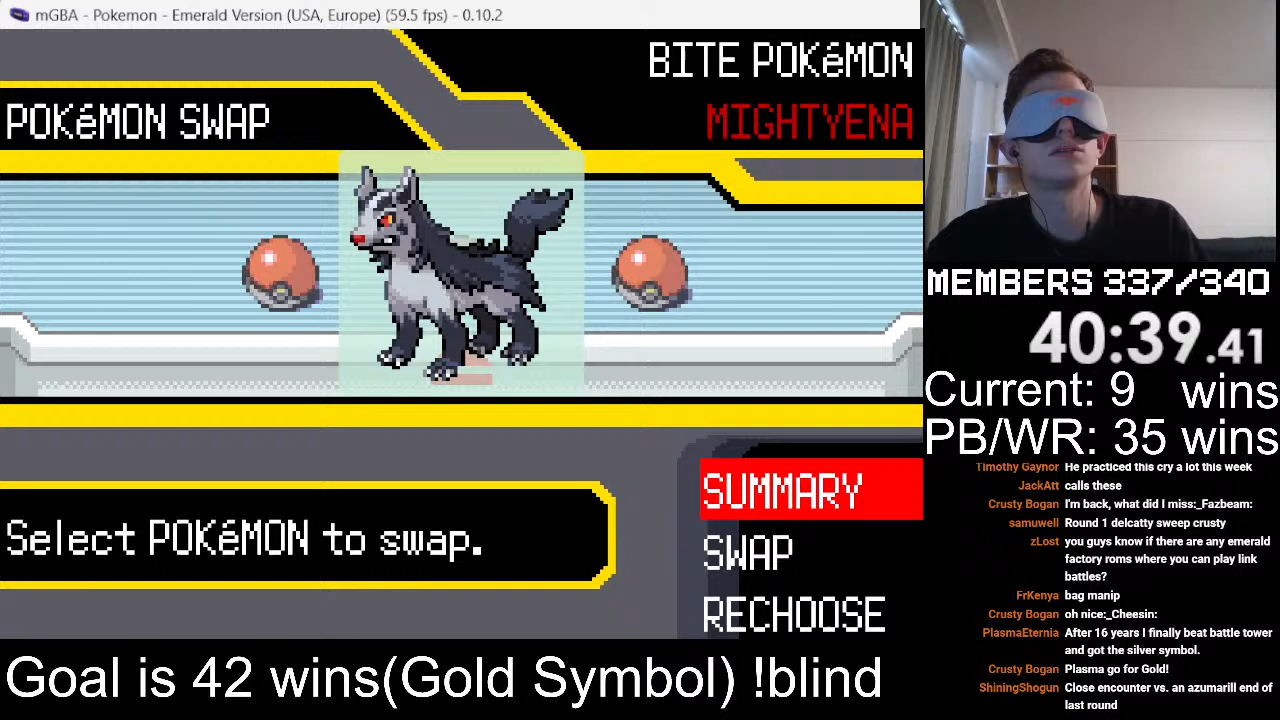 mGBA - Pokemon - Emerald Version (USA, Europe) (59.5 fps) - 0.10.2
BITE POKéMON
POKéMON SWAP
MIGHTYENA
MEMBERS 337/340
40:39.41
Current: 9 wins
PB/WR: 35 wins
Timothy Gaynor He practiced this cry a lot this week
JackAtt calls these
Crusty Bogan I'm back, what did I miss:_Fazbeam:
samuwell Round 1 delcatty sweep crusty
zLost you guys know if there are any emerald
factory roms where you can play link
battles?
FrKenya bag manip
Crusty Bogan oh nice:_Cheesin:
PlasmaEternia After 16 years I finally beat battle tower
and got the silver symbol.
Crusty Bogan Plasma go for Gold!
ShiningShogun Close encounter vs. an azumarill end of
last round
Select POKéMON to swap.
SUMMARY
SWAP
RECHOOSE
Goal is 42 wins(Gold Symbol) !blind